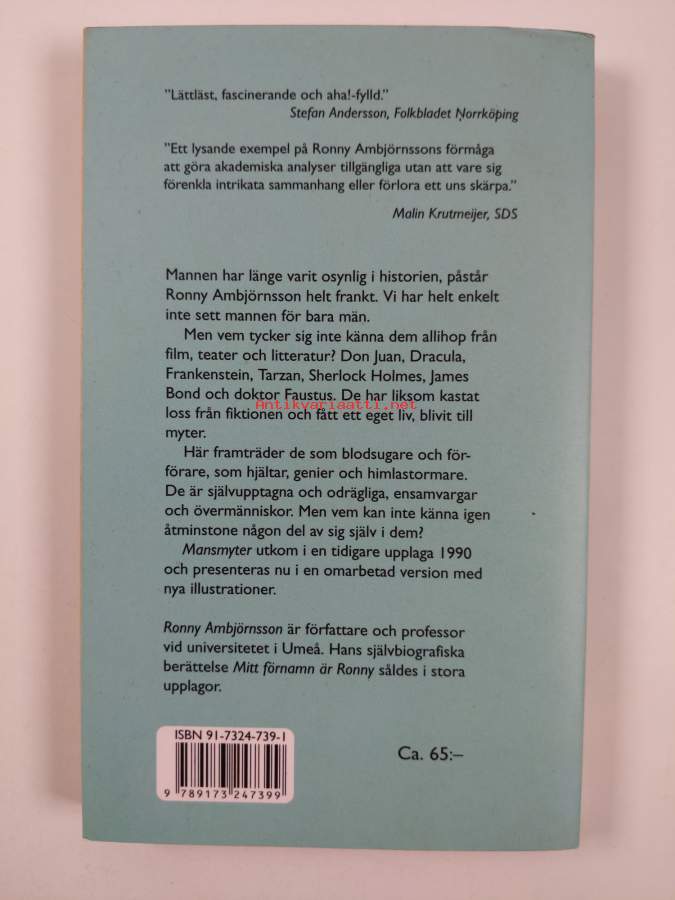 "Lättläst, fascinerande och aha!-fylld."
Stefan Andersson, Folkbladet Norrköping
"Ett lysande exempel på Ronny Ambjörnssons förmåga
att göra akademiska analyser tillgängliga utan att vare sig
förenkla intrikata sammanhang eller förlora ett uns skärpa."
Malin Krutmeijer, SDS
Mannen har länge varit osynlig i historien, påstår
Ronny Ambjörnsson helt frankt. Vi har helt enkelt
inte sett mannen för bara män.
Men vem tycker sig inte känna dem allihop från
film, teater och litteratur? Don Juan, Dracula,
Frankenstein, Tarzan, Sherlock Holmes, James
Bond och doktor Faustus. De har liksom kastat
Antikvariaatti.net
loss från fiktionen och fått ett eget liv, blivit till
myter.
Här framträder de som blodsugare och för-
förare, som hjältar, genier och himlastormare.
De är självupptagna och odrägliga, ensamvargar
och övermänniskor. Men vem kan inte känna igen
åtminstone någon del av sig själv i dem?
Mansmyter utkom i en tidigare upplaga 1990
och presenteras nu i en omarbetad version med
nya illustrationer.
Ronny Ambjörnsson är författare och professor
vid universitetet i Umeå. Hans självbiografiska
berättelse Mitt förnamn är Ronny såldes i stora
upplagor.
ISBN 91-7324-739-1
Ca. 65:–
9 789173 247399